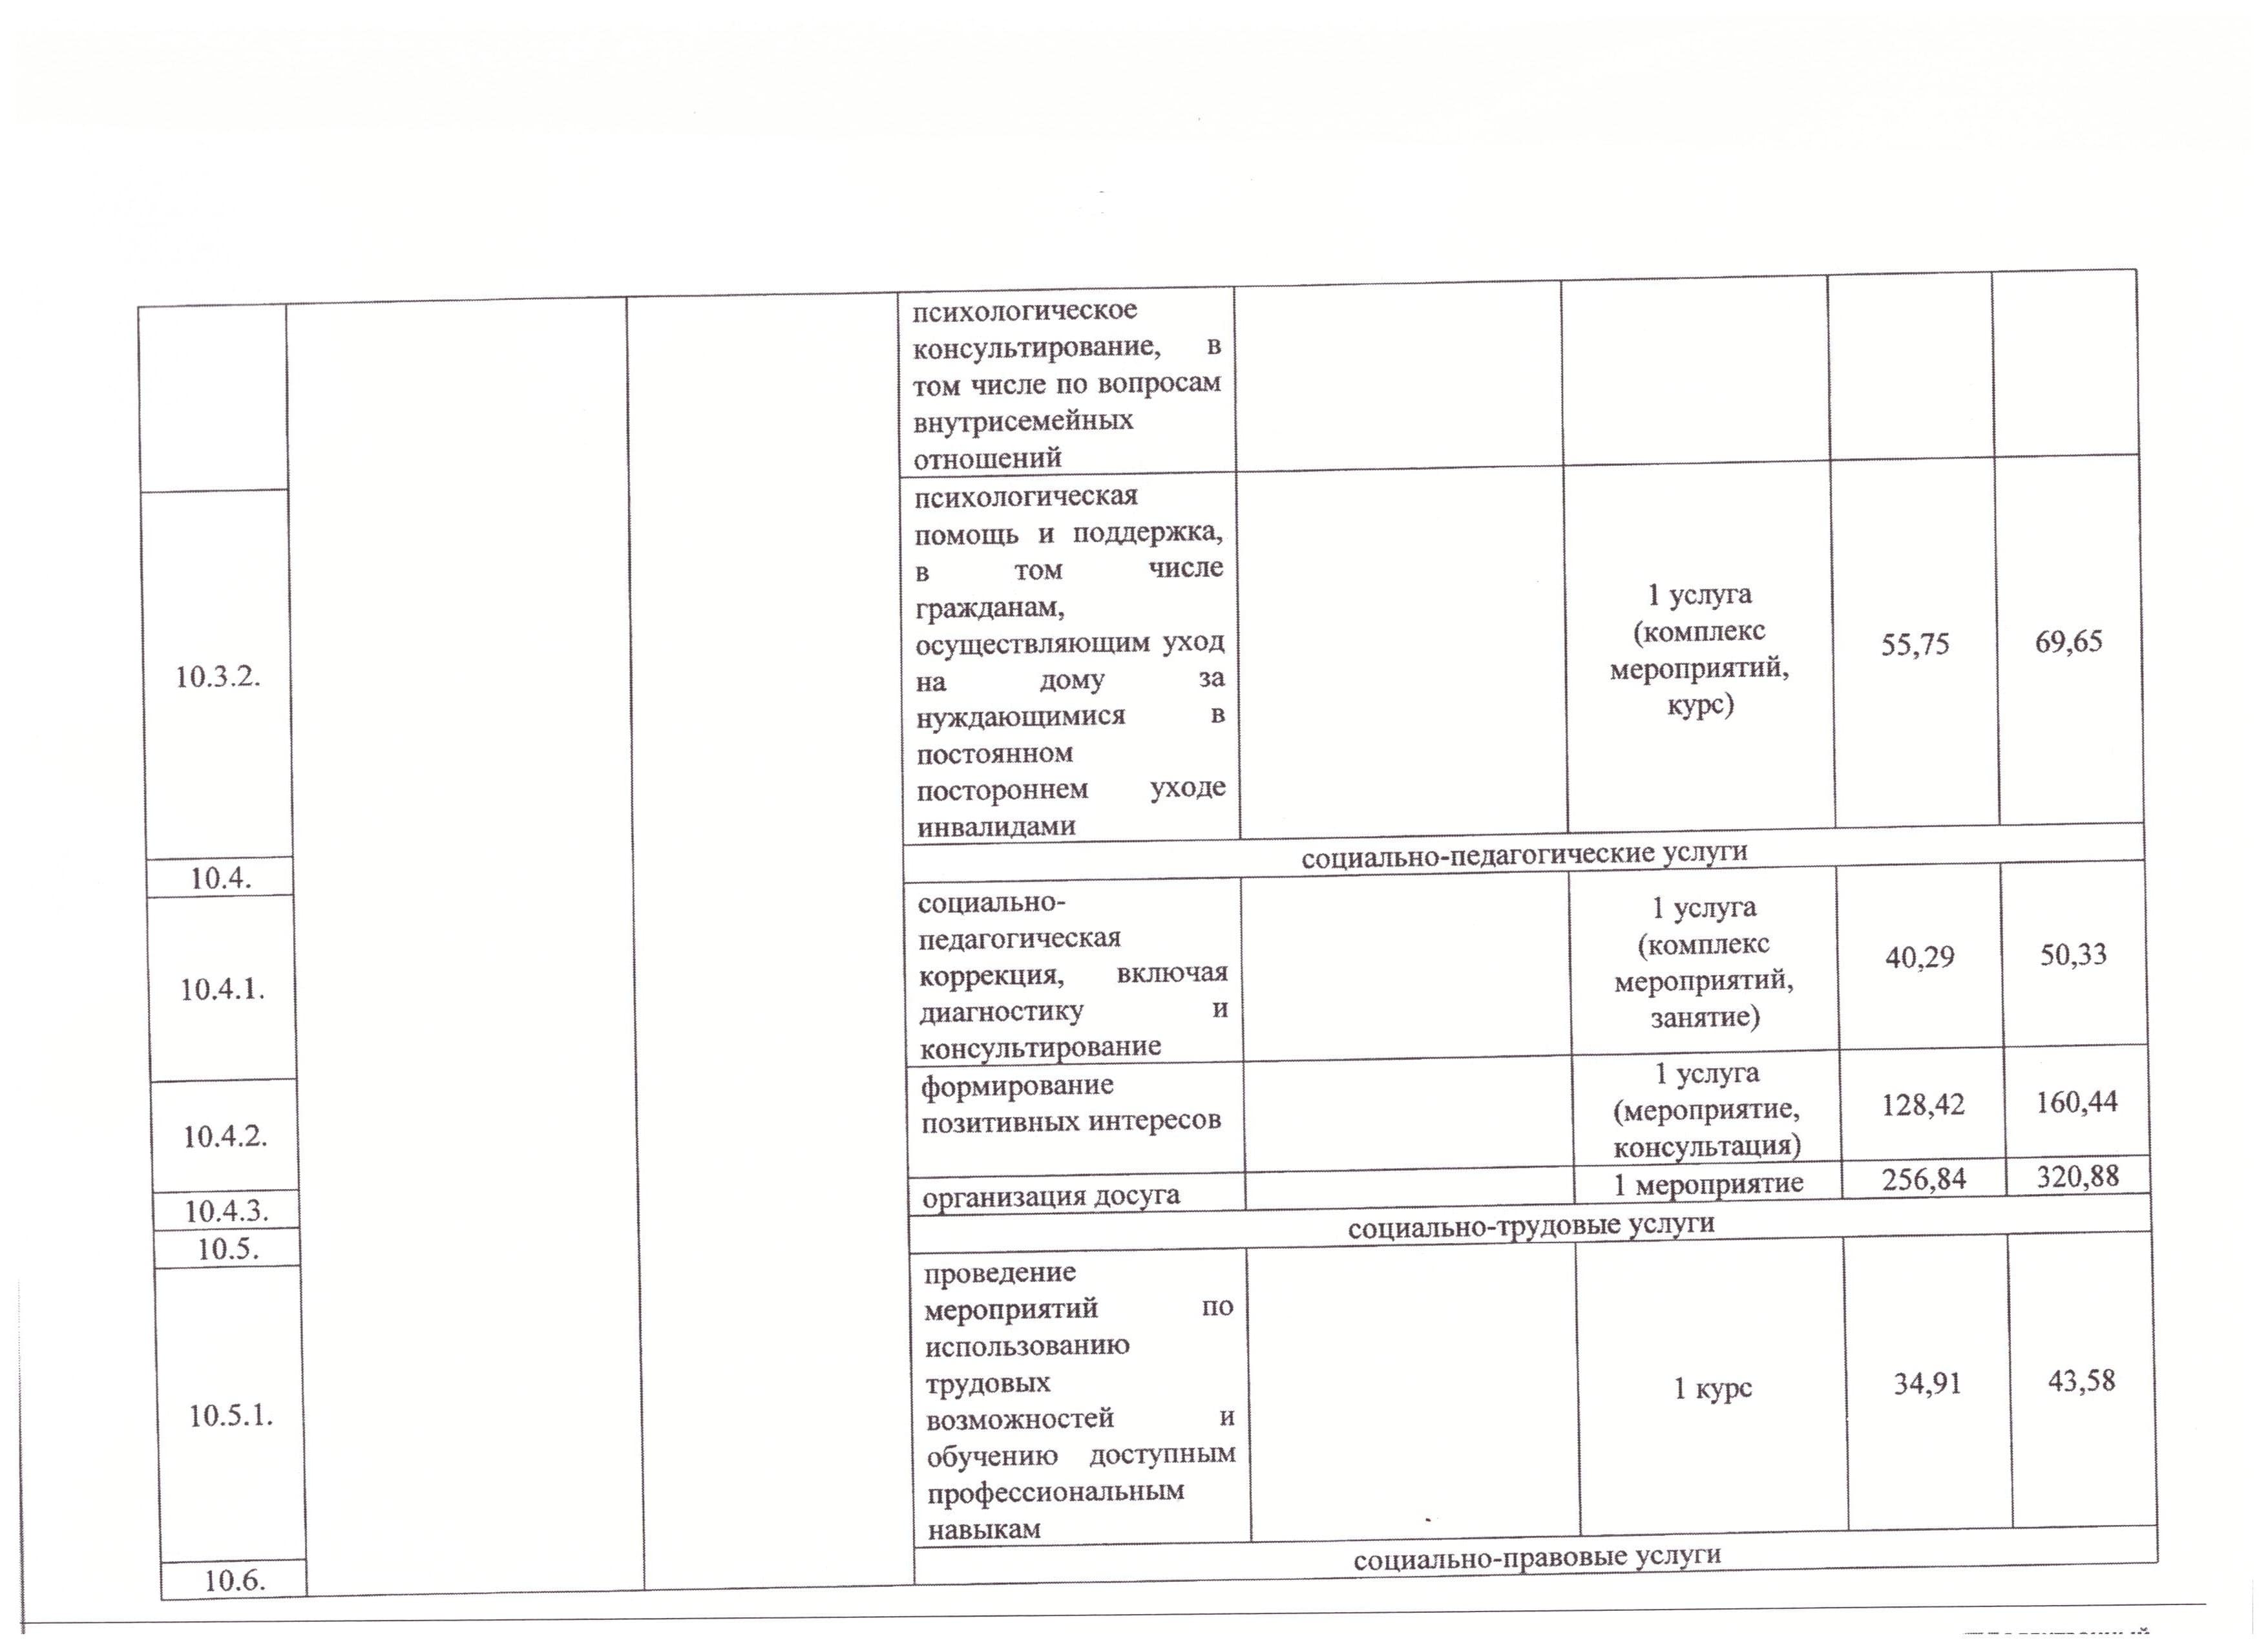 психологическое
консультирование, в
том числе по вопросам
внутрисемейных
отношений
10.3.2.
психологическая
помощь и поддержка,
в том числе
гражданам,
осуществляющим уход
на дому за
нуждающимися в
постоянном
постороннем уходе
инвалидами
1 услуга
(комплекс
мероприятий,
курс)
55,75
69,65
10.4.
социально-педагогические услуги
10.4.1.
социально-
педагогическая
коррекция, включая
диагностику и
консультирование
1 услуга
(комплекс
мероприятий,
занятие)
40,29
50,33
10.4.2.
формирование
позитивных интересов
1 услуга
(мероприятие,
консультация)
128,42
160,44
10.4.3.
организация досуга
1 мероприятие
256,84
320,88
10.5.
социально-трудовые услуги
10.5.1.
проведение
мероприятий по
использованию
трудовых
возможностей и
обучению доступным
профессиональным
навыкам
1 курс
34,91
43,58
10.6.
социально-правовые услуги